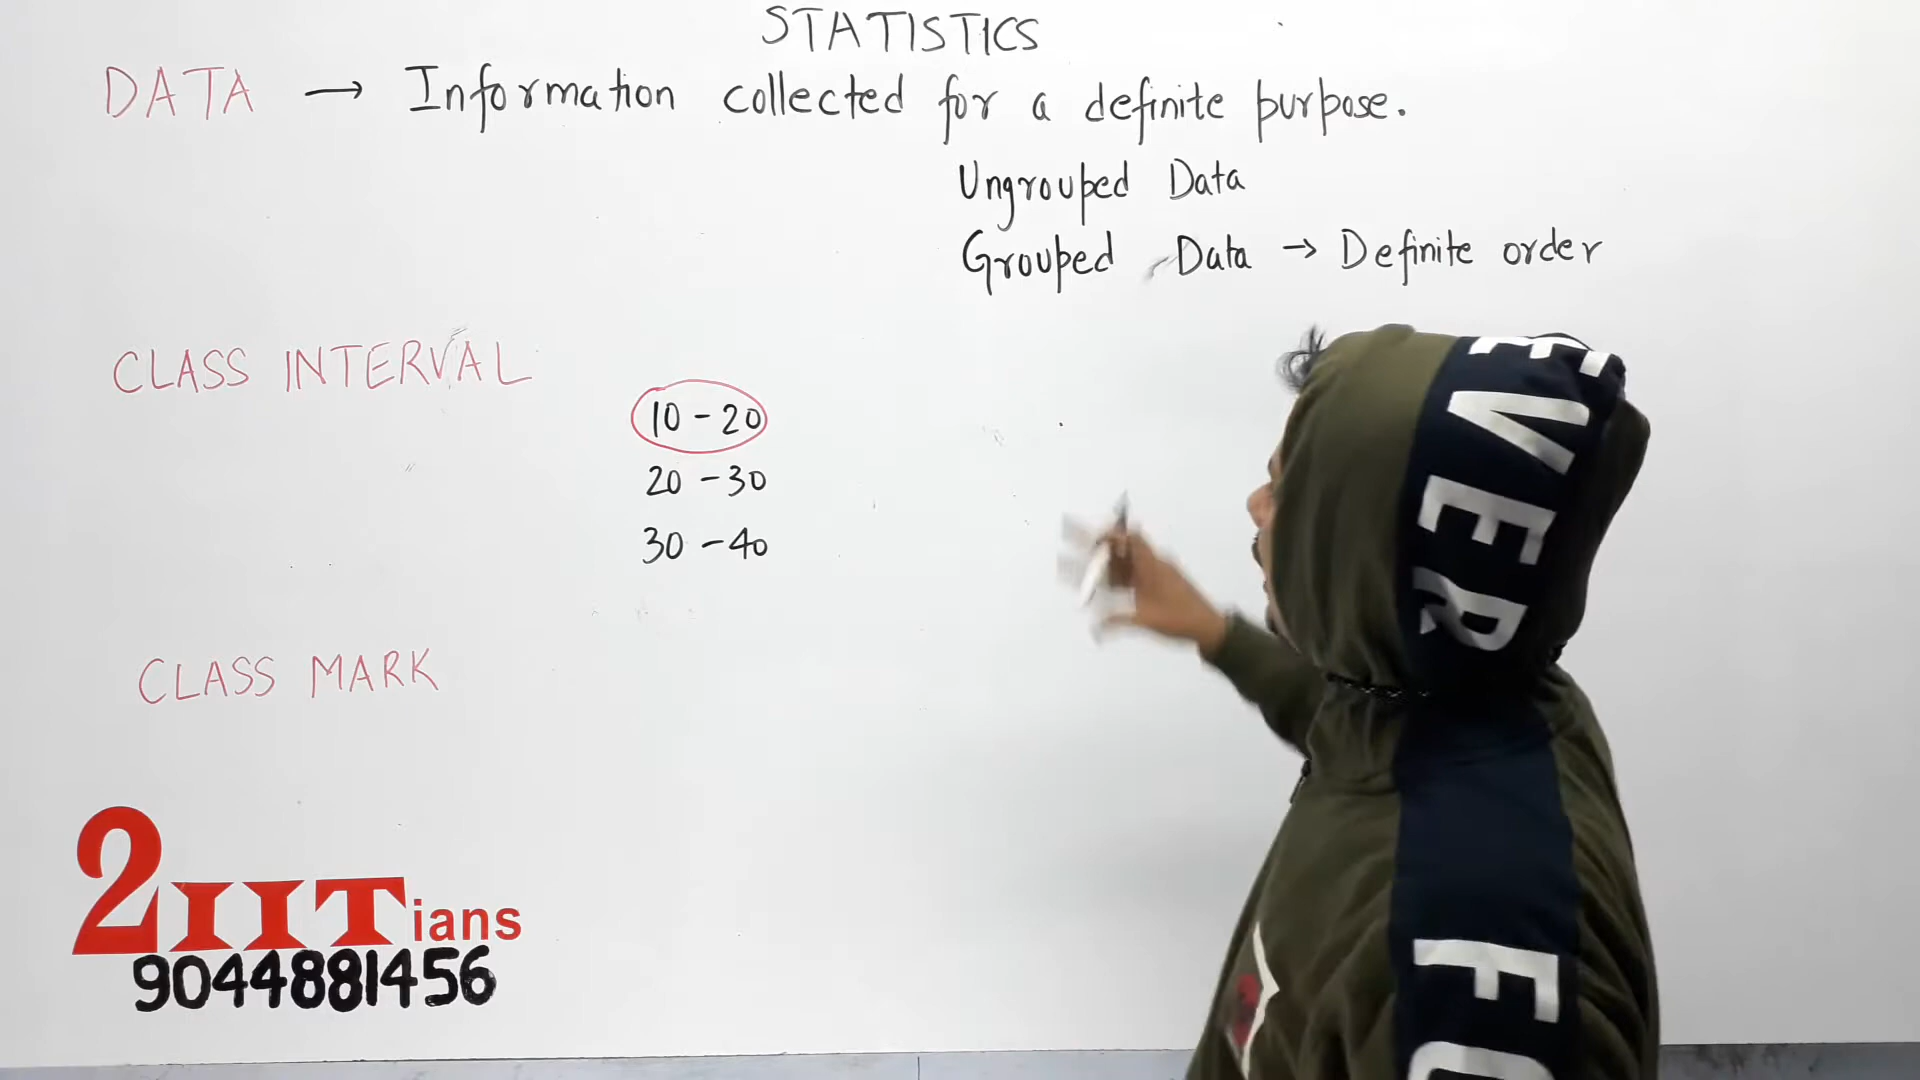 STATISTICS
DATA → Information collected for a definite purpose.
Ungrouped Data
Grouped Data → Definite order
CLASS INTERVAL
10 - 20
20 - 30
30 - 40
CLASS MARK
2IITians
9044881456
EVER
FO